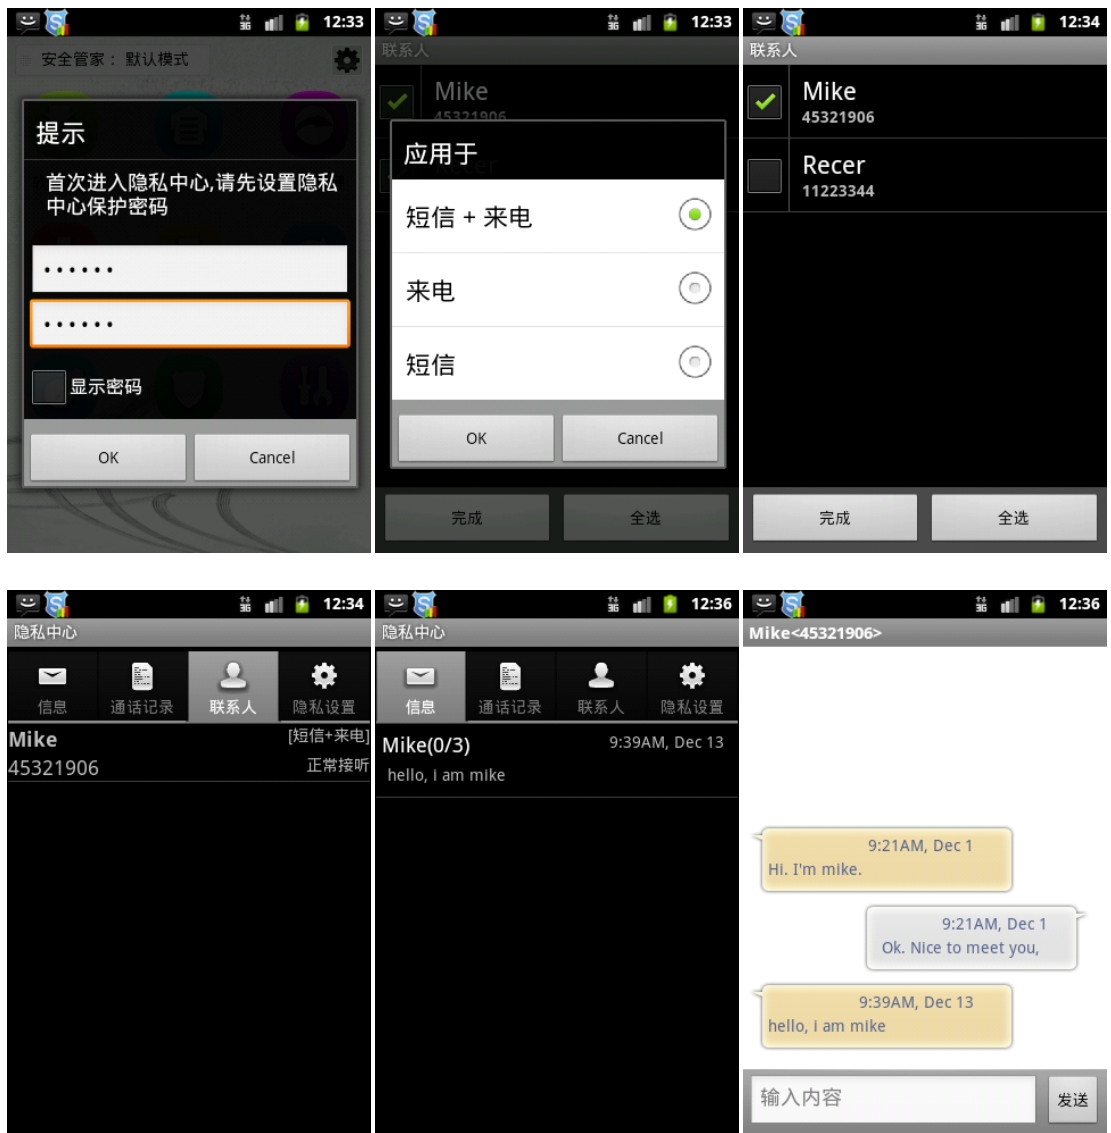 12:33
安全管家： 默认模式
提示
首次进入隐私中心,请先设置隐私
中心保护密码
••••••
••••••
显示密码
OK Cancel
12:33
联系人
Mike
45321906
Recer
应用于
短信 + 来电
来电
短信
OK Cancel
完成 全选
12:34
联系人
Mike
45321906
Recer
11223344
完成 全选
12:34
隐私中心
信息 通话记录 联系人 隐私设置
Mike [短信+来电]
45321906 正常接听
12:36
隐私中心
信息 通话记录 联系人 隐私设置
Mike(0/3) 9:39AM, Dec 13
hello, i am mike
12:36
Mike<45321906>
9:21AM, Dec 1
Hi. I'm mike.
9:21AM, Dec 1
Ok. Nice to meet you,
9:39AM, Dec 13
hello, i am mike
输入内容 发送